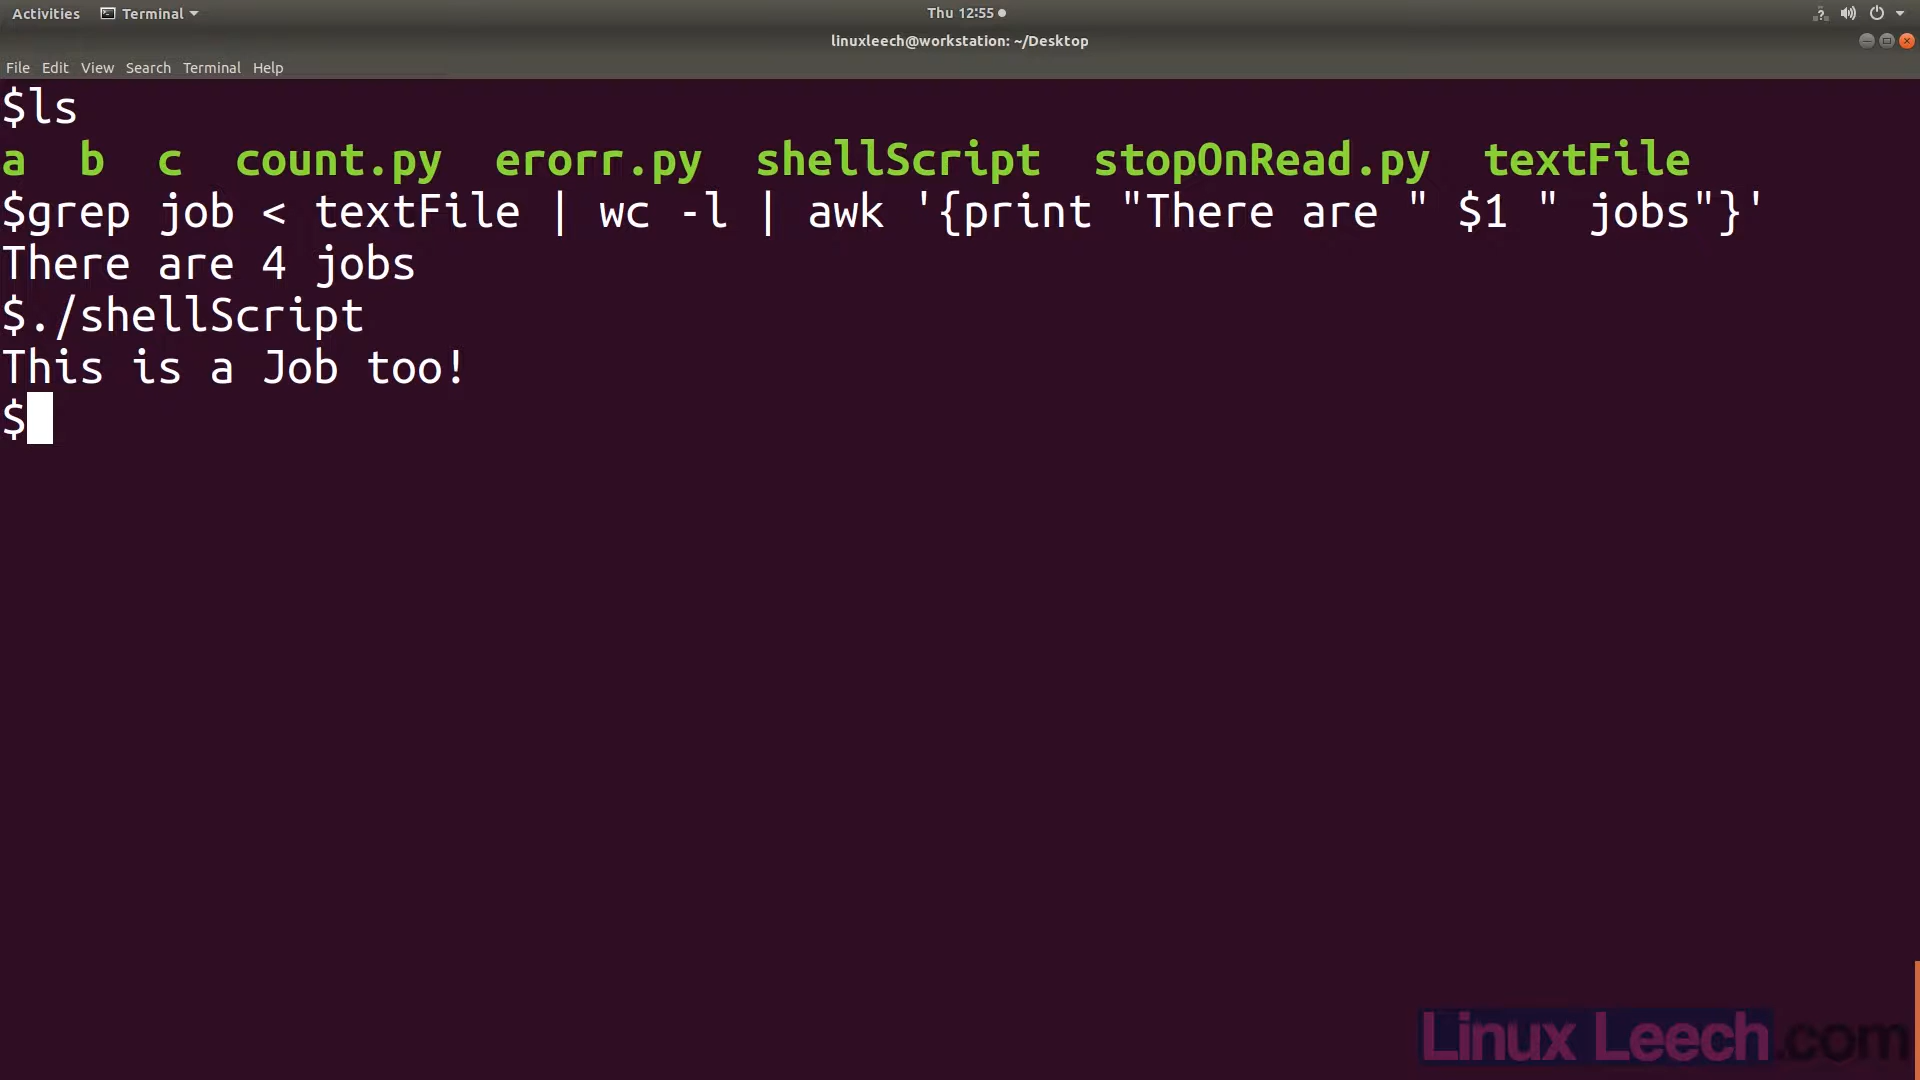 Activities Terminal Thu 12:55
linuxleech@workstation: ~/Desktop
File Edit View Search Terminal Help
$ls
a b c count.py erorr.py shellScript stopOnRead.py textFile
$grep job < textFile | wc -l | awk '{print "There are " $1 " jobs"}'
There are 4 jobs
$./shellScript
This is a Job too!
$
Linux Leech.com